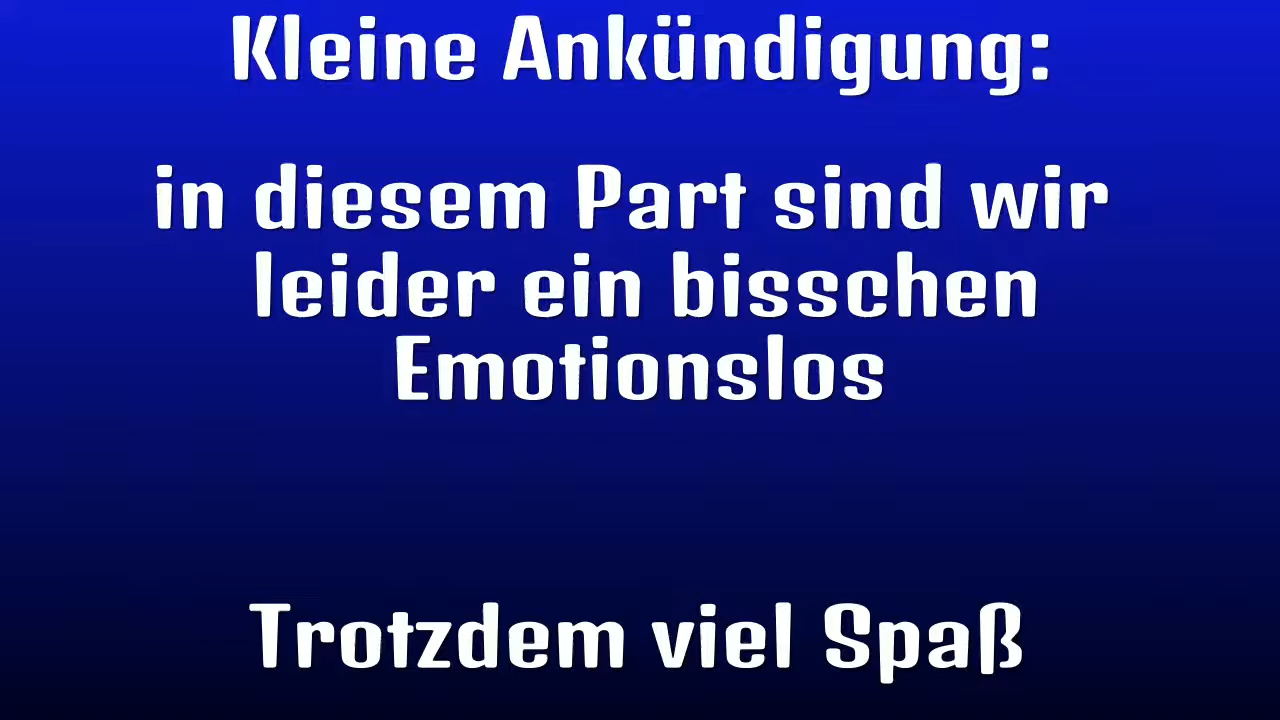 Kleine Ankündigung:
in diesem Part sind wir
leider ein bisschen
Emotionslos
Trotzdem viel Spaß